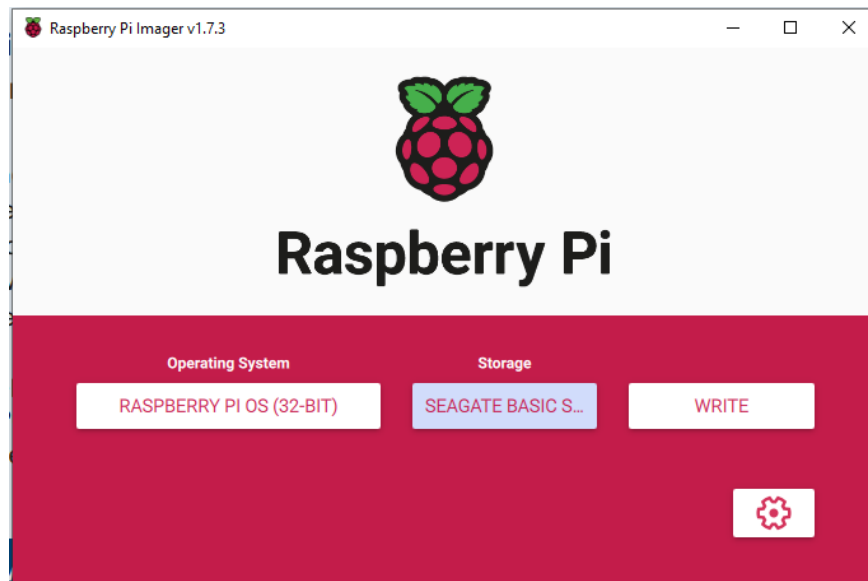 Raspberry Pi Imager v1.7.3
Raspberry Pi
Operating System
Storage
RASPBERRY PI OS (32-BIT)
SEAGATE BASIC S...
WRITE